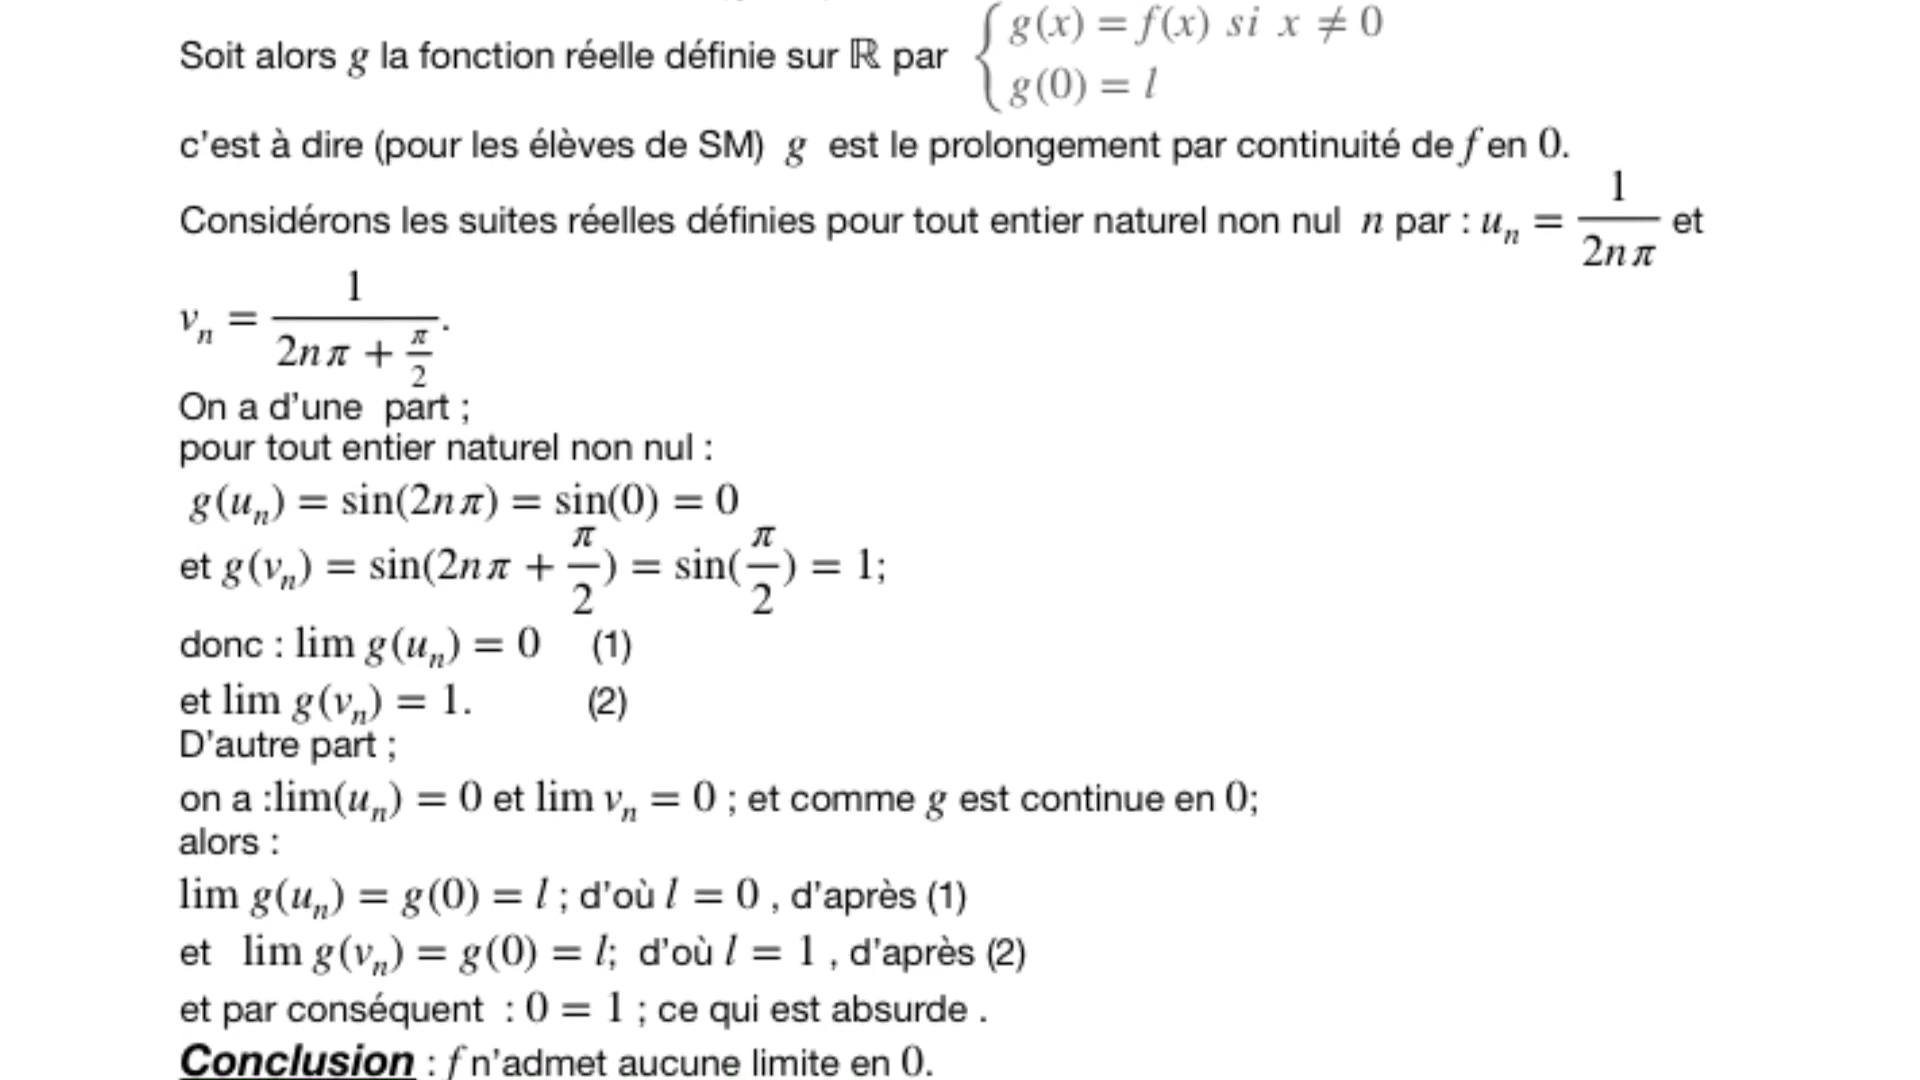 Soit alors g la fonction réelle définie sur ℝ par { g(x) = f(x) si x ≠ 0
g(0) = l
c'est à dire (pour les élèves de SM) g est le prolongement par continuité de f en 0.
Considérons les suites réelles définies pour tout entier naturel non nul n par : uₙ = 1/(2nπ) et
vₙ = 1/(2nπ + π/2).
On a d'une part ;
pour tout entier naturel non nul :
g(uₙ) = sin(2nπ) = sin(0) = 0
et g(vₙ) = sin(2nπ + π/2) = sin(π/2) = 1;
donc : lim g(uₙ) = 0 (1)
et lim g(vₙ) = 1. (2)
D'autre part ;
on a :lim(uₙ) = 0 et lim vₙ = 0 ; et comme g est continue en 0;
alors :
lim g(uₙ) = g(0) = l ; d'où l = 0 , d'après (1)
et lim g(vₙ) = g(0) = l; d'où l = 1 , d'après (2)
et par conséquent : 0 = 1 ; ce qui est absurde .
Conclusion : f n'admet aucune limite en 0.